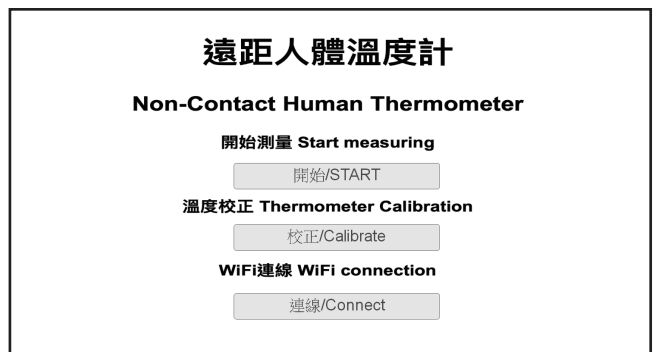 遠距人體溫度計
Non-Contact Human Thermometer
開始測量 Start measuring
開始/START
溫度校正 Thermometer Calibration
校正/Calibrate
WiFi連線 WiFi connection
連線/Connect